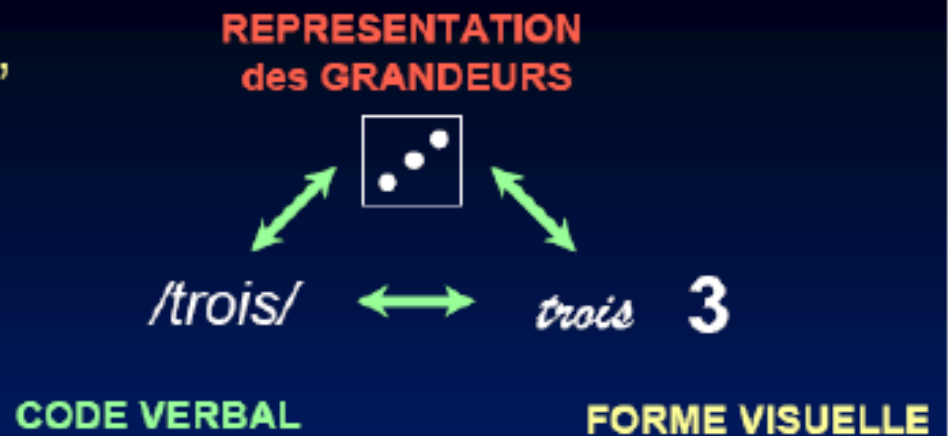 REPRESENTATION
des GRANDEURS
/trois/ trois 3
CODE VERBAL FORME VISUELLE